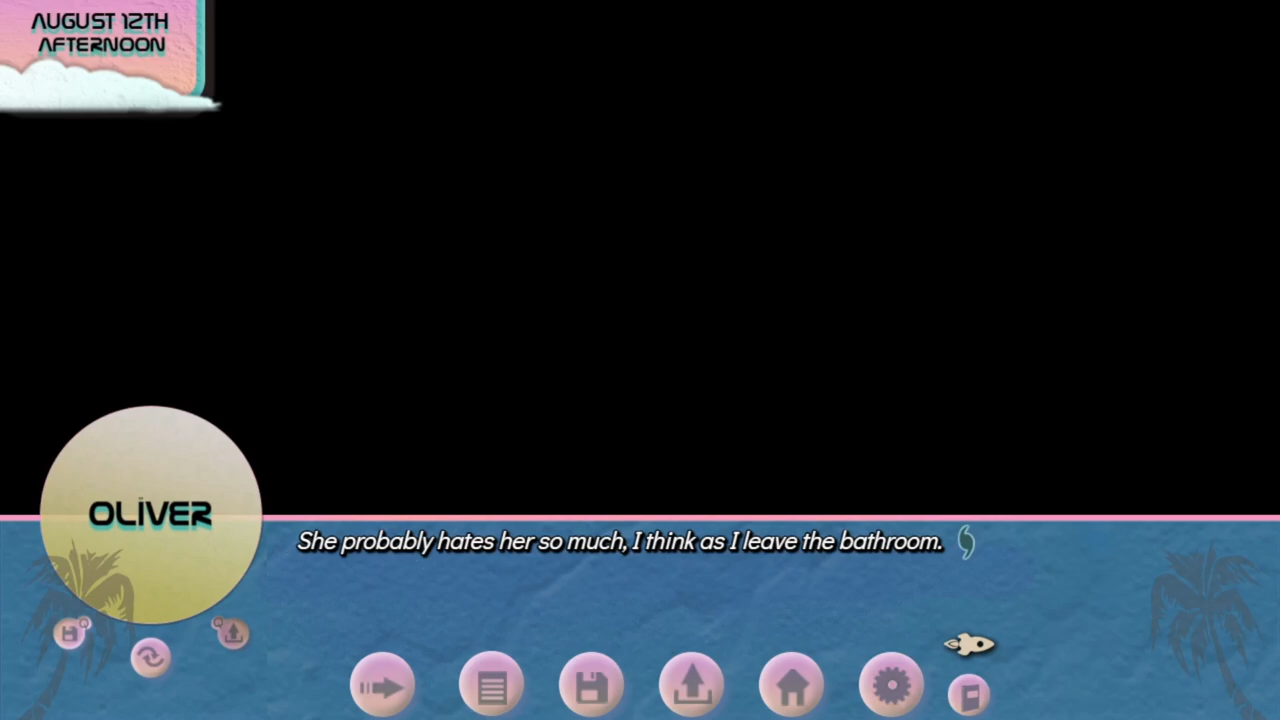 AUGUST 12TH
AFTERNOON
OLIVER
She probably hates her so much, I think as I leave the bathroom.
Q
Q